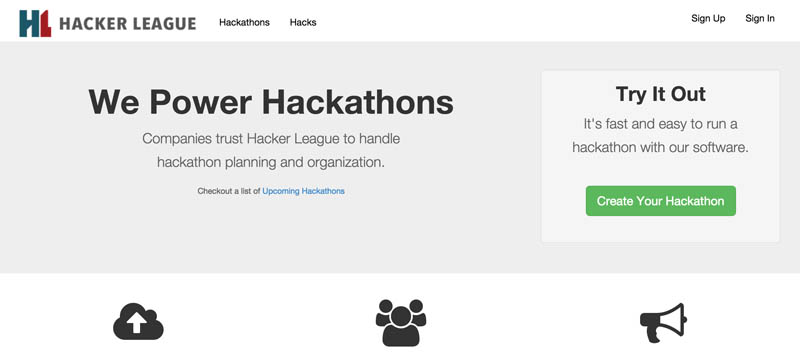 HL HACKER LEAGUE Hackathons Hacks Sign Up Sign In
We Power Hackathons
Companies trust Hacker League to handle
hackathon planning and organization.
Checkout a list of Upcoming Hackathons
Try It Out
It's fast and easy to run a
hackathon with our software.
Create Your Hackathon